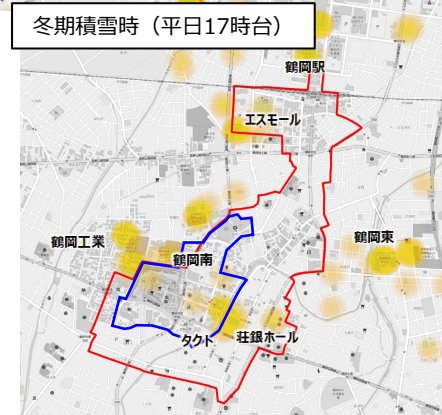 冬期積雪時（平日17時台）
鶴岡駅
エスモール
鶴岡工業
鶴岡南
鶴岡東
タクト
荘銀ホール